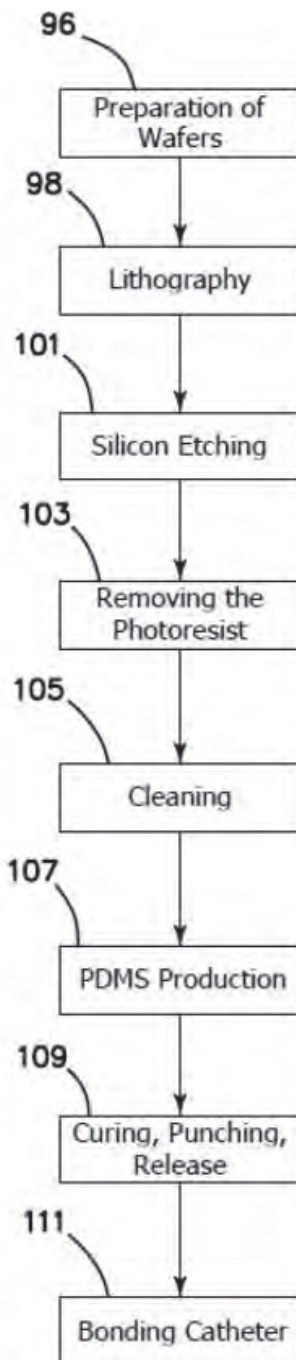 96
Preparation of
Wafers
98
Lithography
101
Silicon Etching
103
Removing the
Photoresist
105
Cleaning
107
PDMS Production
109
Curing, Punching,
Release
111
Bonding Catheter